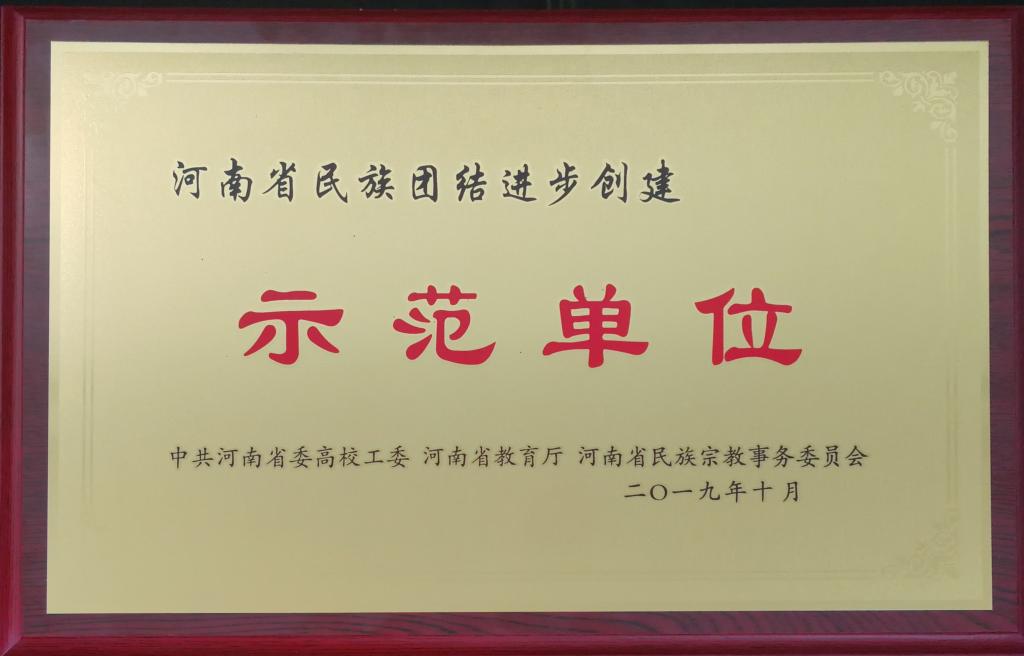 河南省民族团结进步创建
示范单位
中共河南省委高校工委 河南省教育厅 河南省民族宗教事务委员会
二〇一九年十月